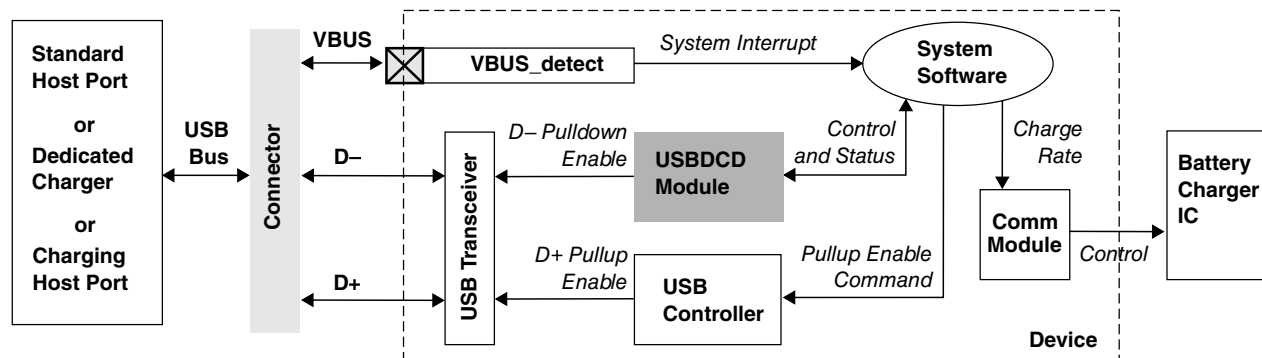 Standard
Host Port
or
Dedicated
Charger
or
Charging
Host Port
USB
Bus
Connector
VBUS
D–
D+
VBUS_detect
System Interrupt
System
Software
USB Transceiver
D– Pulldown
Enable
USBDCD
Module
Control
and Status
Charge
Rate
D+ Pullup
Enable
USB
Controller
Pullup Enable
Command
Comm
Module
Control
Battery
Charger
IC
Device